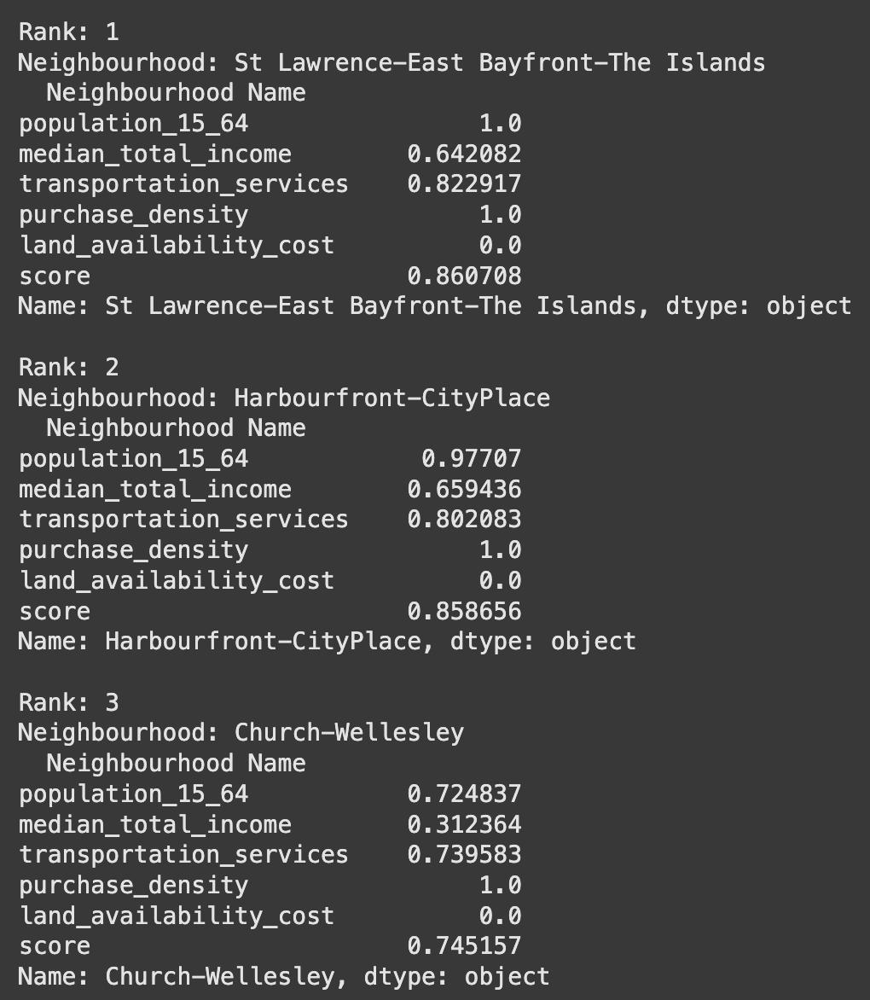 Rank: 1
Neighbourhood: St Lawrence-East Bayfront-The Islands
  Neighbourhood Name
population_15_64                1.0
median_total_income        0.642082
transportation_services    0.822917
purchase_density                1.0
land_availability_cost          0.0
score                      0.860708
Name: St Lawrence-East Bayfront-The Islands, dtype: object

Rank: 2
Neighbourhood: Harbourfront-CityPlace
  Neighbourhood Name
population_15_64            0.97707
median_total_income        0.659436
transportation_services    0.802083
purchase_density                1.0
land_availability_cost          0.0
score                      0.858656
Name: Harbourfront-CityPlace, dtype: object

Rank: 3
Neighbourhood: Church-Wellesley
  Neighbourhood Name
population_15_64           0.724837
median_total_income        0.312364
transportation_services    0.739583
purchase_density                1.0
land_availability_cost          0.0
score                      0.745157
Name: Church-Wellesley, dtype: object